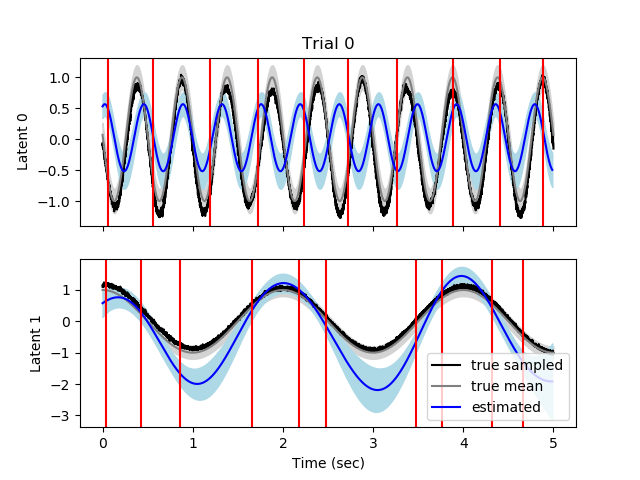 Trial 0
Latent 0
1.0
0.5
0.0
−0.5
−1.0
Latent 1
1
0
−1
−2
−3
true sampled
true mean
estimated
0 1 2 3 4 5
Time (sec)